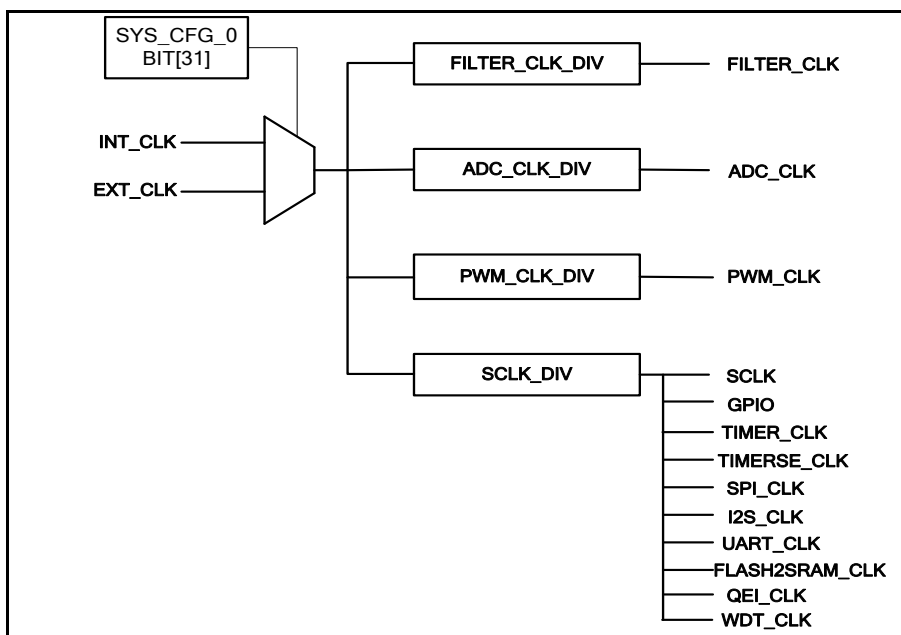 SYS_CFG_0
BIT[31]
INT_CLK
EXT_CLK
FILTER_CLK_DIV
FILTER_CLK
ADC_CLK_DIV
ADC_CLK
PWM_CLK_DIV
PWM_CLK
SCLK_DIV
SCLK
GPIO
TIMER_CLK
TIMERSE_CLK
SPI_CLK
I2S_CLK
UART_CLK
FLASH2SRAM_CLK
QEI_CLK
WDT_CLK